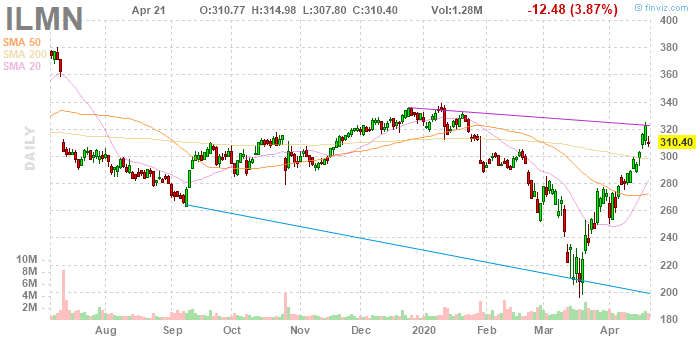 ILMN
Apr 21 O:310.77 H:314.98 L:307.80 C:310.40 Vol:1.28M -12.48 (3.87%)
© finviz.com
SMA 50
SMA 200
SMA 20
DAILY
400
380
360
340
320
310.40
300
280
260
240
220
200
180
10M
8M
6M
4M
Aug Sep Oct Nov Dec 2020 Feb Mar Apr